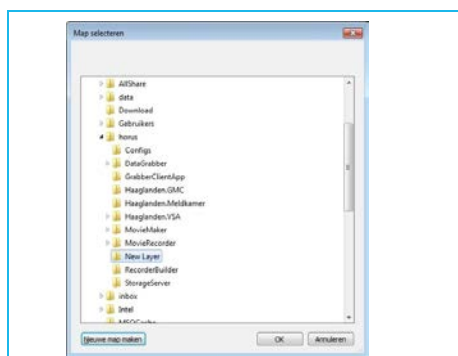 Map selecteren
AllShare
data
Download
Gebruikers
horus
Configs
DataGrabber
GrabberClientApp
Haaglanden.GMC
Haaglanden.Meldkamer
Haaglanden.VSA
MovieMaker
MovieRecorder
New Layer
RecorderBuilder
StorageServer
inbox
Intel
MSOCache
Nieuwe map maken
OK
Annuleren